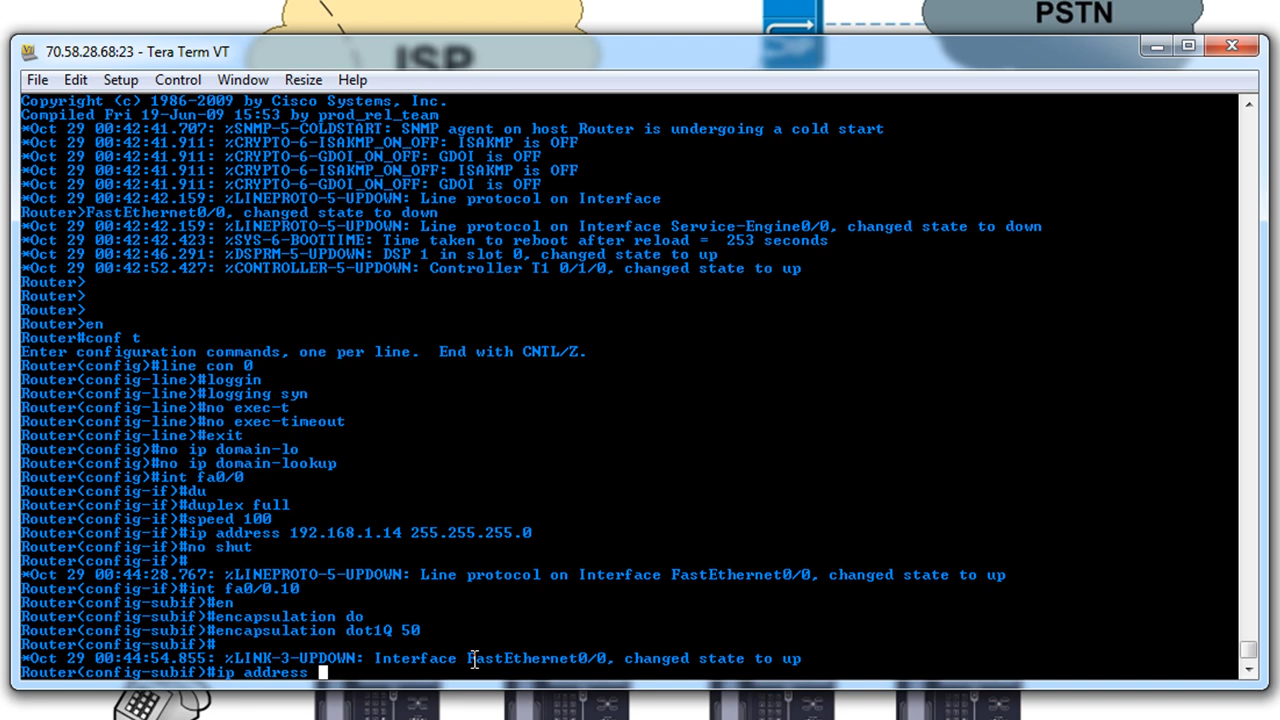 PSTN
ISP
70.58.28.68:23 - Tera Term VT
File Edit Setup Control Window Resize Help
Copyright (c) 1986-2009 by Cisco Systems, Inc.
Compiled Fri 19-Jun-09 15:53 by prod_rel_team
*Oct 29 00:42:41.707: %SNMP-5-COLDSTART: SNMP agent on host Router is undergoing a cold start
*Oct 29 00:42:41.911: %CRYPTO-6-ISAKMP_ON_OFF: ISAKMP is OFF
*Oct 29 00:42:41.911: %CRYPTO-6-GDOI_ON_OFF: GDOI is OFF
*Oct 29 00:42:41.911: %CRYPTO-6-ISAKMP_ON_OFF: ISAKMP is OFF
*Oct 29 00:42:41.911: %CRYPTO-6-GDOI_ON_OFF: GDOI is OFF
*Oct 29 00:42:42.159: %LINEPROTO-5-UPDOWN: Line protocol on Interface
Router>FastEthernet0/0, changed state to down
*Oct 29 00:42:42.159: %LINEPROTO-5-UPDOWN: Line protocol on Interface Service-Engine0/0, changed state to down
*Oct 29 00:42:42.423: %SYS-6-BOOTTIME: Time taken to reboot after reload =  253 seconds
*Oct 29 00:42:46.291: %DSPRM-5-UPDOWN: DSP 1 in slot 0, changed state to up
*Oct 29 00:42:52.427: %CONTROLLER-5-UPDOWN: Controller T1 0/1/0, changed state to up
Router>
Router>
Router>
Router>en
Router#conf t
Enter configuration commands, one per line.  End with CNTL/Z.
Router(config)#line con 0
Router(config-line)#loggin
Router(config-line)#logging syn
Router(config-line)#no exec-t
Router(config-line)#no exec-timeout
Router(config-line)#exit
Router(config)#no ip domain-lo
Router(config)#no ip domain-lookup
Router(config)#int fa0/0
Router(config-if)#du
Router(config-if)#duplex full
Router(config-if)#speed 100
Router(config-if)#ip address 192.168.1.14 255.255.255.0
Router(config-if)#no shut
Router(config-if)#
*Oct 29 00:44:28.767: %LINEPROTO-5-UPDOWN: Line protocol on Interface FastEthernet0/0, changed state to up
Router(config-if)#int fa0/0.10
Router(config-subif)#en
Router(config-subif)#encapsulation do
Router(config-subif)#encapsulation dot1Q 50
Router(config-subif)#
*Oct 29 00:44:54.855: %LINK-3-UPDOWN: Interface FastEthernet0/0, changed state to up
Router(config-subif)#ip address